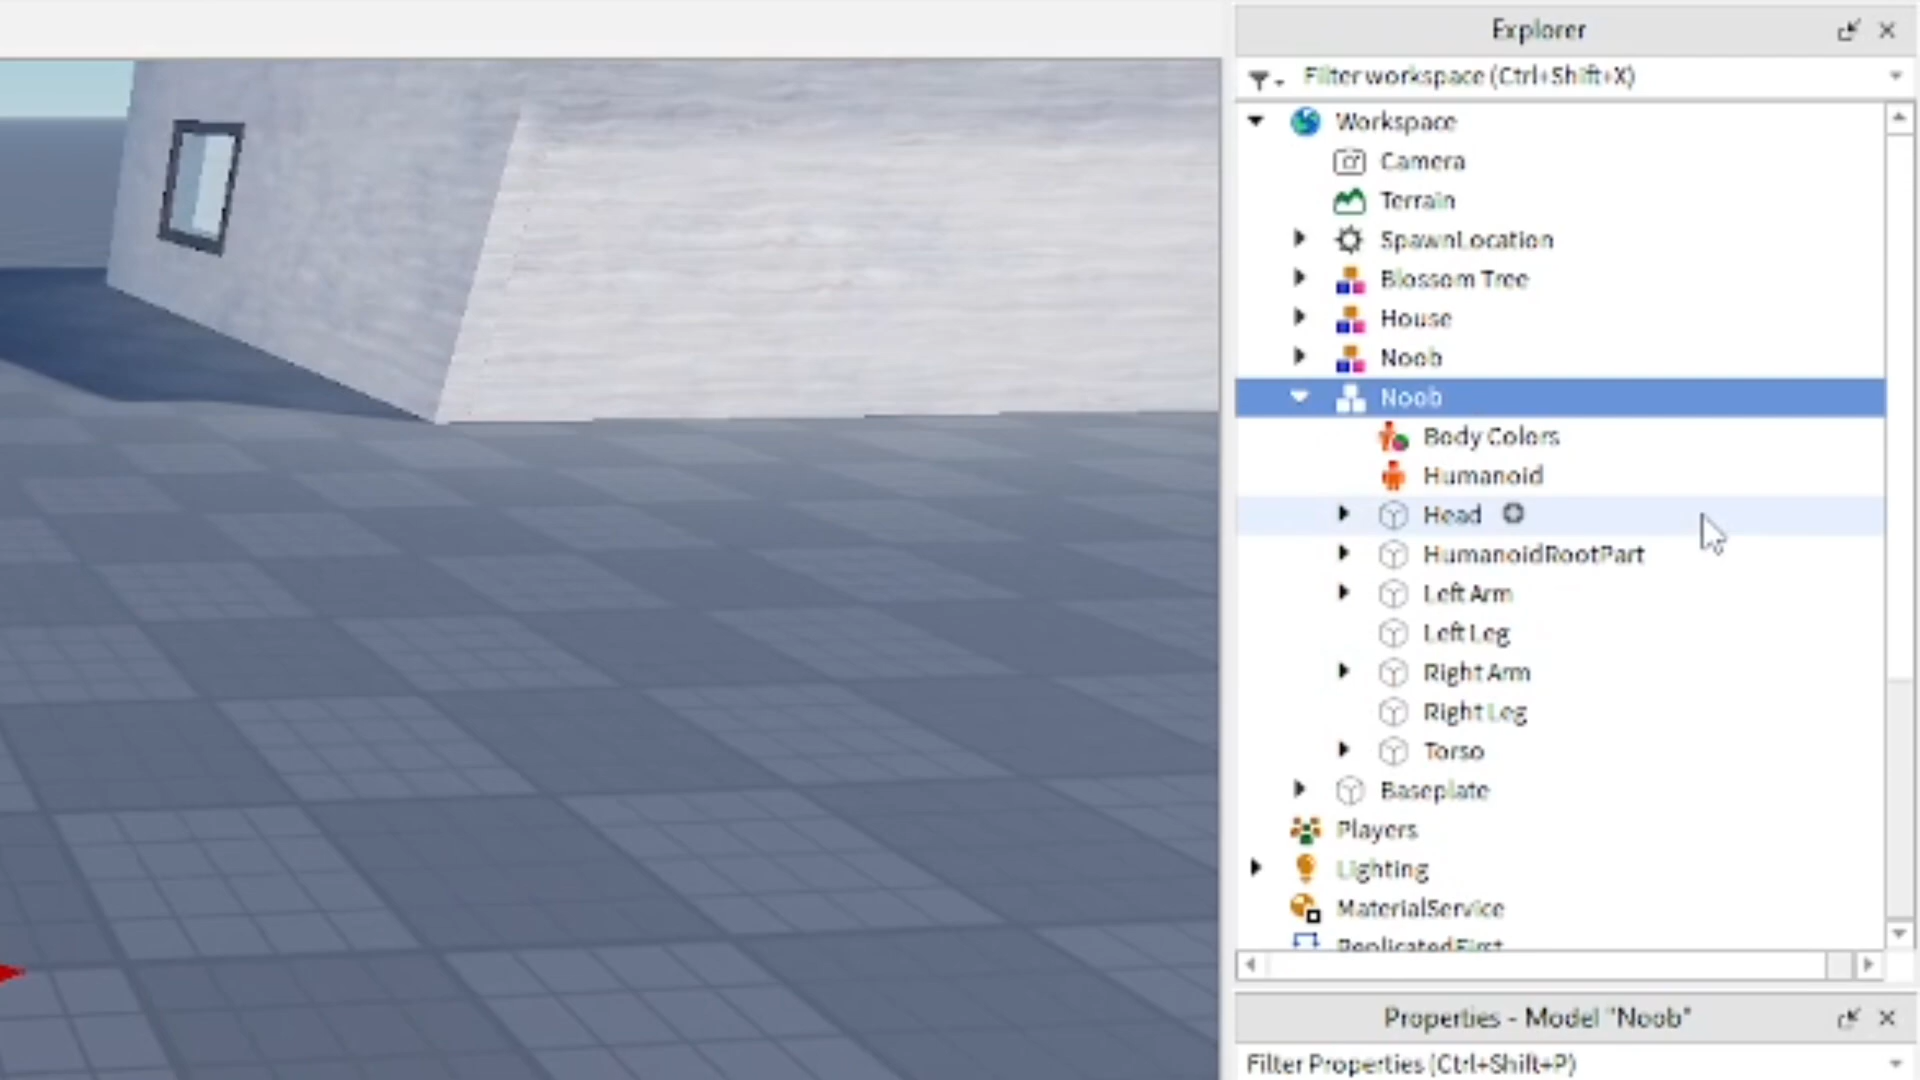 Explorer
Filter workspace (Ctrl+Shift+X)
Workspace
Camera
Terrain
SpawnLocation
Blossom Tree
House
Noob
Noob
Body Colors
Humanoid
Head
HumanoidRootPart
Left Arm
Left Leg
Right Arm
Right Leg
Torso
Baseplate
Players
Lighting
MaterialService
ReplicatedFirst
Properties - Model "Noob"
Filter Properties (Ctrl+Shift+P)